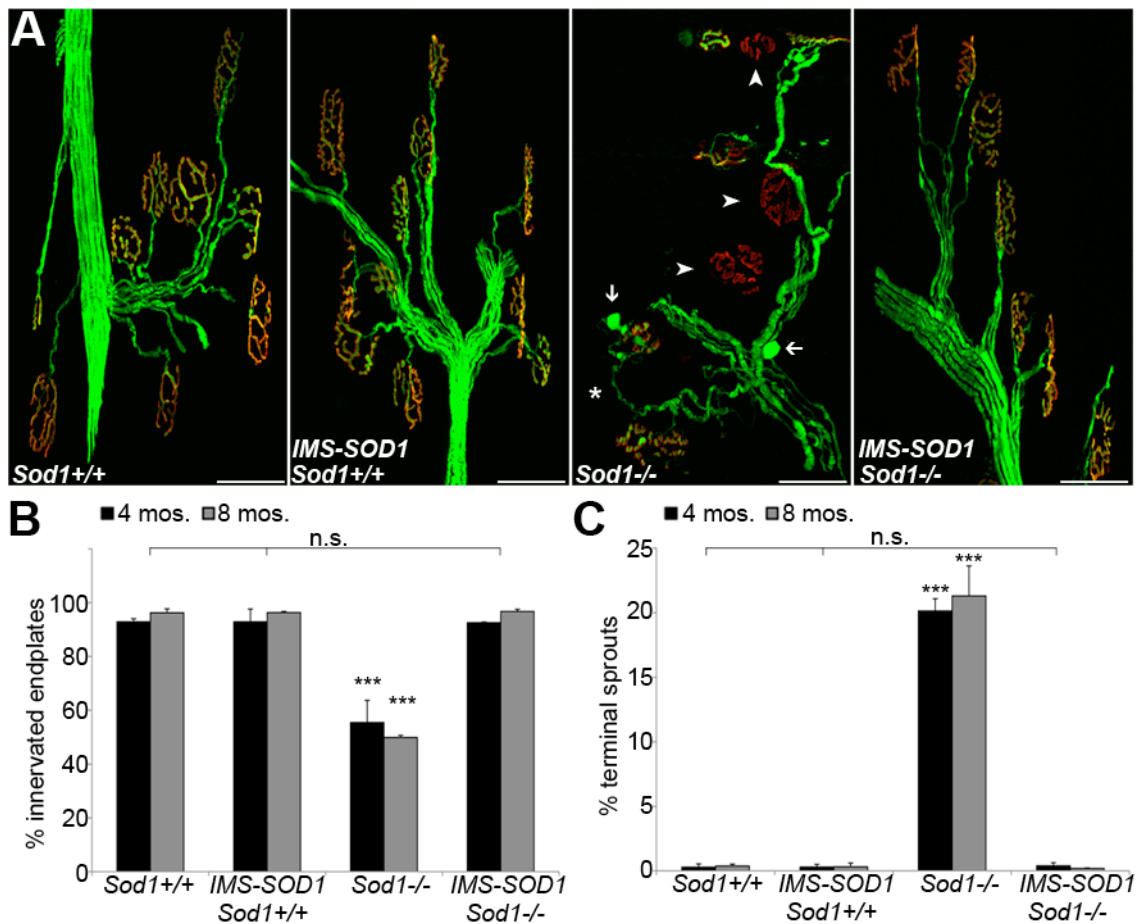 A
Sod1+/+
IMS-SOD1
Sod1+/+
Sod1-/-
*
IMS-SOD1
Sod1-/-
B
■ 4 mos. ■ 8 mos.
n.s.
% innervated endplates
100
80
60
40
20
0
***
***
Sod1+/+
IMS-SOD1
Sod1+/+
Sod1-/-
IMS-SOD1
Sod1-/-
C
■ 4 mos. ■ 8 mos.
n.s.
% terminal sprouts
25
20
15
10
5
0
***
***
Sod1+/+
IMS-SOD1
Sod1+/+
Sod1-/-
IMS-SOD1
Sod1-/-